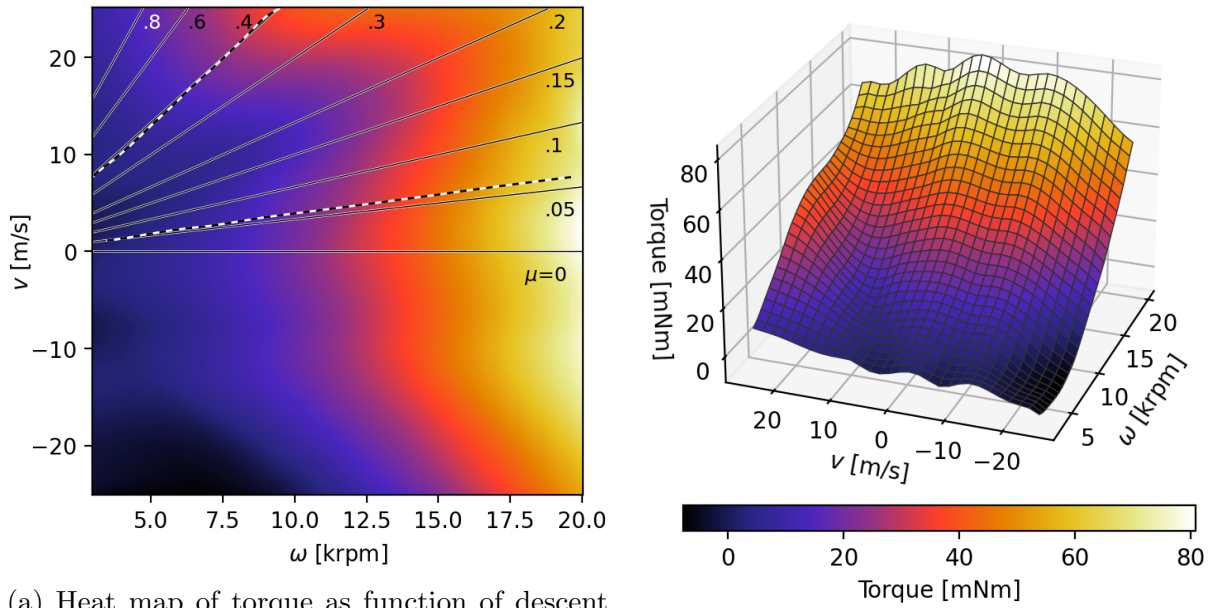 .8 .6 .4 .3 .2
.15
.1
.05
μ=0
20
10
0
−10
−20
v [m/s]
5.0 7.5 10.0 12.5 15.0 17.5 20.0
ω [krpm]
(a) Heat map of torque as function of descent
80
60
40
20
0
Torque [mNm]
20 10 0 −10 −20
v [m/s]
5 10 15 20
ω [krpm]
0 20 40 60 80
Torque [mNm]